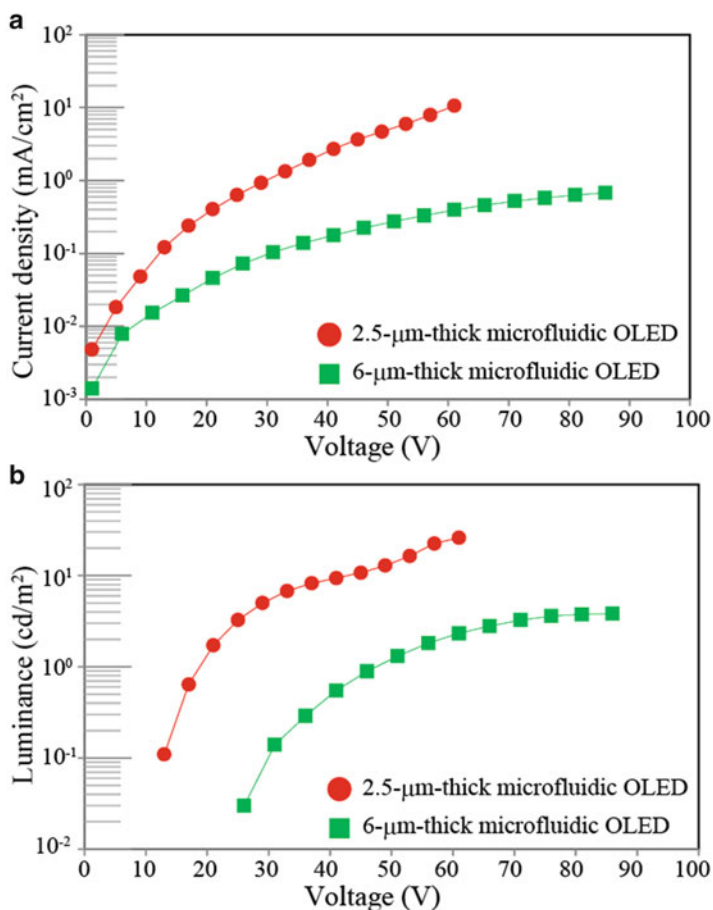 a
10²
10¹
10⁰
10⁻¹
10⁻²
10⁻³
Current density (mA/cm²)
0 10 20 30 40 50 60 70 80 90 100
Voltage (V)
2.5-μm-thick microfluidic OLED
6-μm-thick microfluidic OLED
b
10²
10¹
10⁰
10⁻¹
10⁻²
Luminance (cd/m²)
0 10 20 30 40 50 60 70 80 90 100
Voltage (V)
2.5-μm-thick microfluidic OLED
6-μm-thick microfluidic OLED